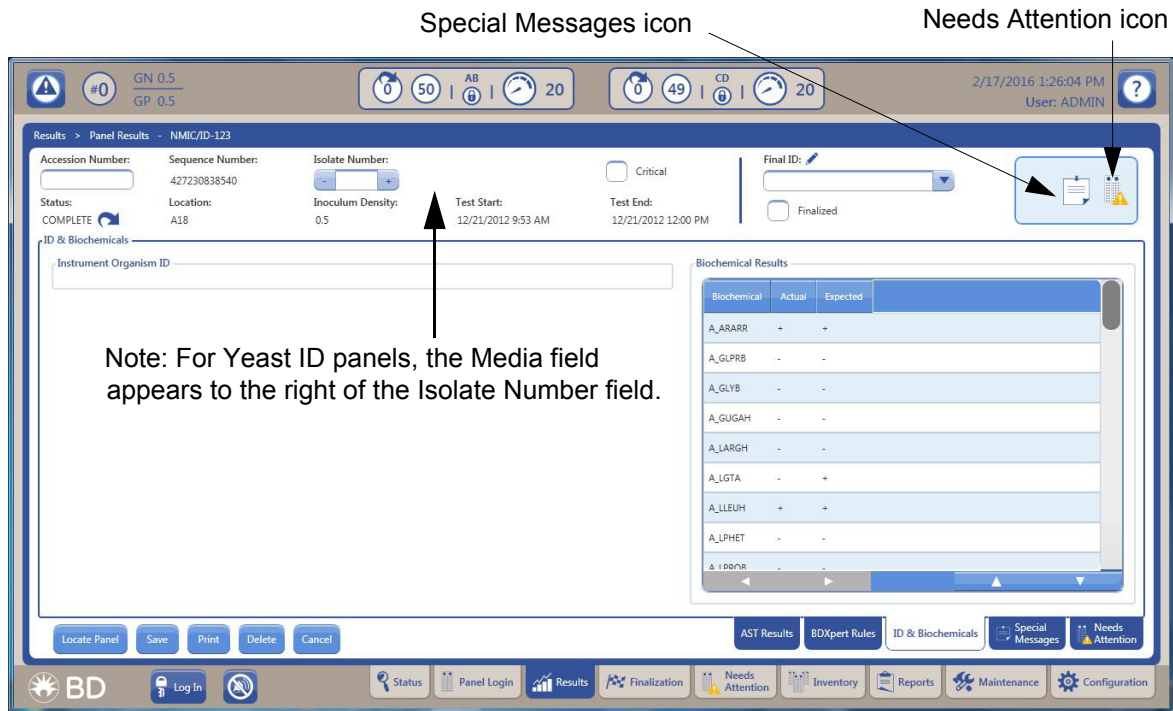 Special Messages icon
Needs Attention icon
#0
GN 0.5
GP 0.5
0 50 | AB | 20
0 49 | CD | 20
2/17/2016 1:26:04 PM
User: ADMIN
?
Results > Panel Results - NMIC/ID-123
Accession Number:
Sequence Number:
427230838540
Isolate Number:
- +
Critical
Final ID:
Status:
COMPLETE
Location:
A18
Inoculum Density:
0.5
Test Start:
12/21/2012 9:53 AM
Test End:
12/21/2012 12:00 PM
Finalized
ID & Biochemicals
Instrument Organism ID
Biochemical Results
Biochemical Actual Expected
A_ARARR + +
A_GLPRB - -
A_GLYB - -
A_GUGAH - -
A_LARGH - -
A_LGTA - +
A_LLEUH + +
A_LPHET - -
A_LPROB - -
Note: For Yeast ID panels, the Media field
appears to the right of the Isolate Number field.
Locate Panel
Save
Print
Delete
Cancel
AST Results
BDXpert Rules
ID & Biochemicals
Special Messages
Needs Attention
BD
Log In
Status
Panel Login
Results
Finalization
Needs Attention
Inventory
Reports
Maintenance
Configuration